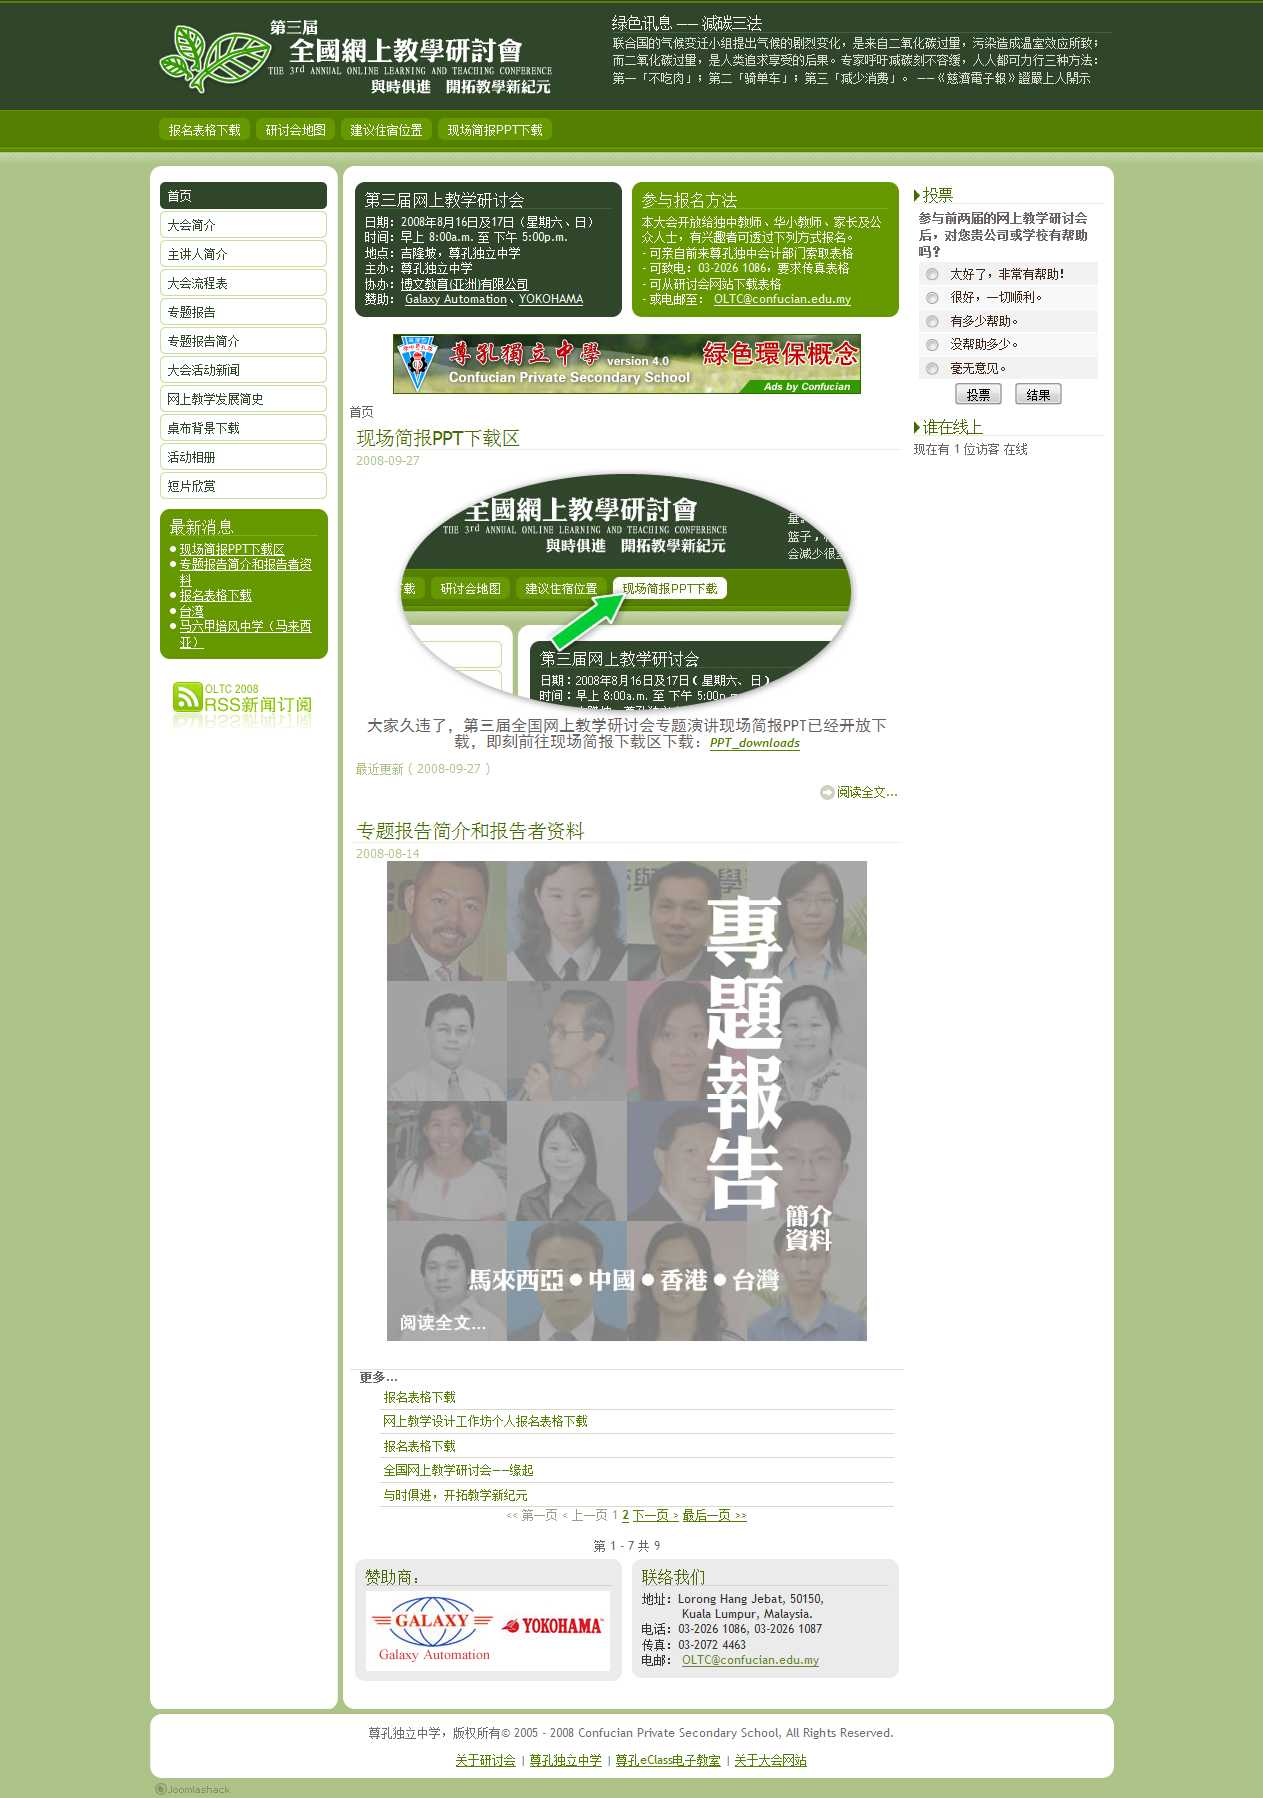 第三届
全國網上教學研討會
THE 3rd ANNUAL ONLINE LEARNING AND TEACHING CONFERENCE
與時俱進 開拓教學新紀元
绿色讯息 —— 減碳三法
联合国的气候变迁小组提出气候的剧烈变化，是来自二氧化碳过量，污染造成温室效应所致；
而二氧化碳过量，是人类追求享受的后果。专家呼吁减碳刻不容缓，人人都可力行三种方法：
第一「不吃肉」；第二「骑单车」；第三「减少消费」。 ——《慈濟電子報》證嚴上人開示
报名表格下载 研讨会地图 建议住宿位置 现场简报PPT下载
首页
大会简介
主讲人简介
大会流程表
专题报告
专题报告简介
大会活动新闻
网上教学发展简史
桌布背景下载
活动相册
短片欣赏
最新消息
现场简报PPT下载区
专题报告简介和报告者资
料
报名表格下载
台湾
马六甲培风中学（马来西
亚）
OLTC 2008
RSS新闻订阅
第三届网上教学研讨会
日期：2008年8月16日及17日（星期六、日）
时间：早上 8:00a.m. 至 下午 5:00p.m.
地点：吉隆坡，尊孔独立中学
主办：尊孔独立中学
协办：博文教育(亚洲)有限公司
赞助： Galaxy Automation、YOKOHAMA
参与报名方法
本大会开放给独中教师、华小教师、家长及公
众人士，有兴趣者可透过下列方式报名。
- 可亲自前来尊孔独中会计部门索取表格
- 可致电：03-2026 1086，要求传真表格
- 可从研讨会网站下载表格
- 或电邮至： OLTC@confucian.edu.my
尊孔獨立中學 version 4.0 綠色環保概念
Confucian Private Secondary School
Ads by Confucian
首页
现场简报PPT下载区
2008-09-27
全國網上教學研討會
THE 3rd ANNUAL ONLINE LEARNING AND TEACHING CONFERENCE
與時俱進 開拓教學新紀元
量。
篮子，
会减少很
下载 研讨会地图 建议住宿位置 现场简报PPT下载
第三届网上教学研讨会
日期：2008年8月16日及17日（星期六、日）
时间：早上 8:00a.m. 至 下午 5:00p.m.
大家久违了，第三届全国网上教学研讨会专题演讲现场简报PPT已经开放下
载，即刻前往现场简报下载区下载：PPT_downloads
最近更新（ 2008-09-27 ）
阅读全文...
专题报告简介和报告者资料
2008-08-14
專題報告
簡介
資料
馬來西亞●中國●香港●台灣
阅读全文...
更多...
报名表格下载
网上教学设计工作坊个人报名表格下载
报名表格下载
全国网上教学研讨会——缘起
与时俱进，开拓教学新纪元
<< 第一页 < 上一页 1 2 下一页 > 最后一页 >>
第 1 - 7 共 9
赞助商：
GALAXY
Galaxy Automation
YOKOHAMA
联络我们
地址：Lorong Hang Jebat, 50150,
Kuala Lumpur, Malaysia.
电话：03-2026 1086, 03-2026 1087
传真：03-2072 4463
电邮： OLTC@confucian.edu.my
投票
参与前两届的网上教学研讨会
后，对您贵公司或学校有帮助
吗？
太好了，非常有帮助！
很好，一切顺利。
有多少帮助。
没帮助多少。
毫无意见。
投票 结果
谁在线上
现在有 1 位访客 在线
尊孔独立中学，版权所有© 2005 - 2008 Confucian Private Secondary School, All Rights Reserved.
关于研讨会 | 尊孔独立中学 | 尊孔eClass电子教室 | 关于大会网站
Joomlashack